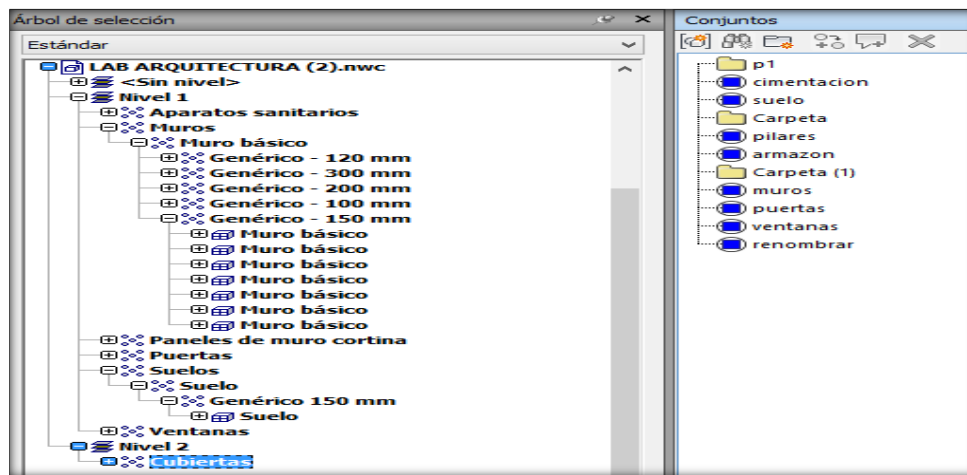 Árbol de selección
Estándar
LAB ARQUITECTURA (2).nwc
<Sin nivel>
Nivel 1
Aparatos sanitarios
Muros
Muro básico
Genérico - 120 mm
Genérico - 300 mm
Genérico - 200 mm
Genérico - 100 mm
Genérico - 150 mm
Muro básico
Muro básico
Muro básico
Muro básico
Muro básico
Muro básico
Muro básico
Paneles de muro cortina
Puertas
Suelos
Suelo
Genérico 150 mm
Suelo
Ventanas
Nivel 2
Cubiertas
Conjuntos
p1
cimentacion
suelo
Carpeta
pilares
armazon
Carpeta (1)
muros
puertas
ventanas
renombrar